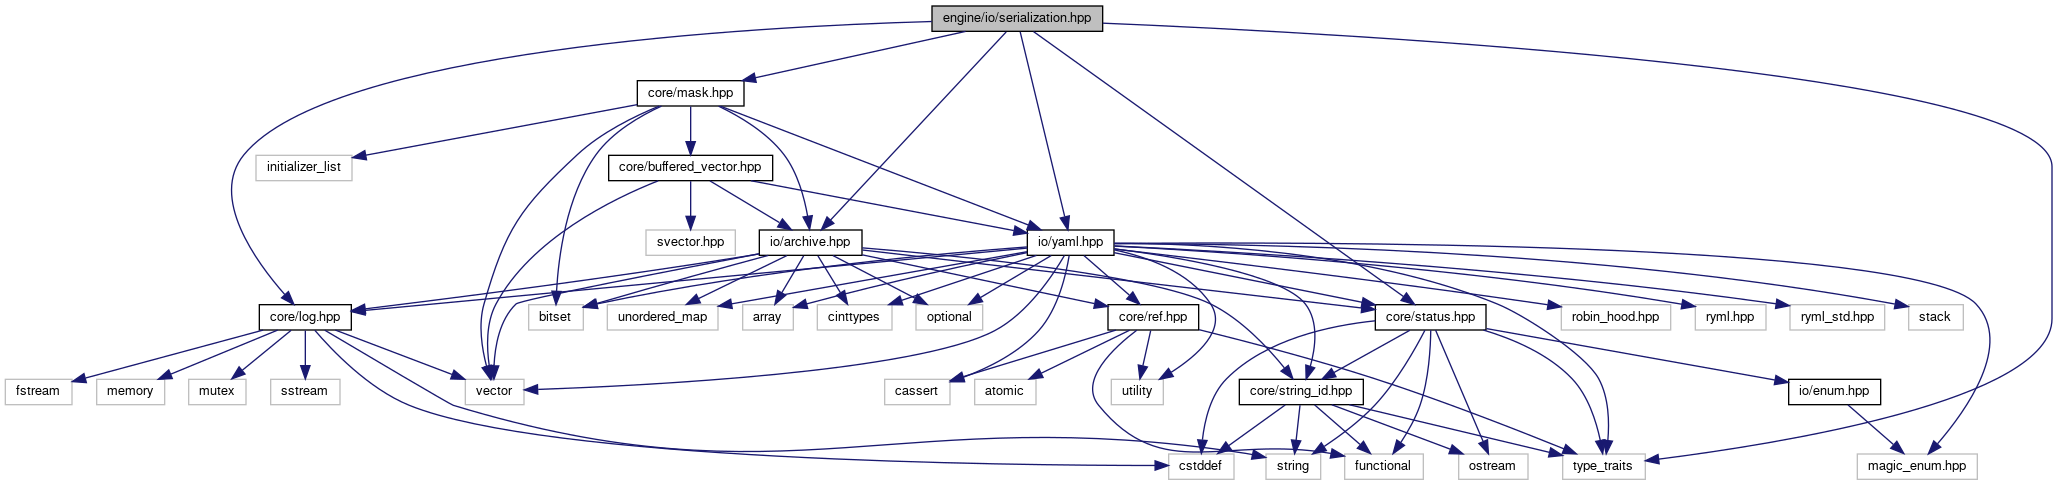 engine/io/serialization.hpp
core/mask.hpp
initializer_list
core/buffered_vector.hpp
svector.hpp
io/archive.hpp
io/yaml.hpp
core/log.hpp
bitset
unordered_map
array
cinttypes
optional
core/ref.hpp
core/status.hpp
robin_hood.hpp
ryml.hpp
ryml_std.hpp
stack
fstream
memory
mutex
sstream
vector
cassert
atomic
utility
core/string_id.hpp
io/enum.hpp
cstddef
string
functional
ostream
type_traits
magic_enum.hpp